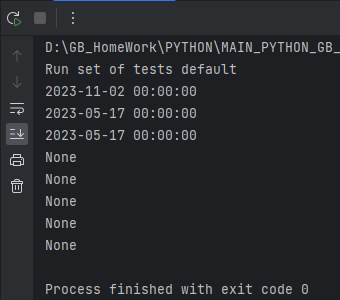 D:\GB_HomeWork\PYTHON\MAIN_PYTHON_GB_
Run set of tests default
2023-11-02 00:00:00
2023-05-17 00:00:00
2023-05-17 00:00:00
None
None
None
None
None
Process finished with exit code 0